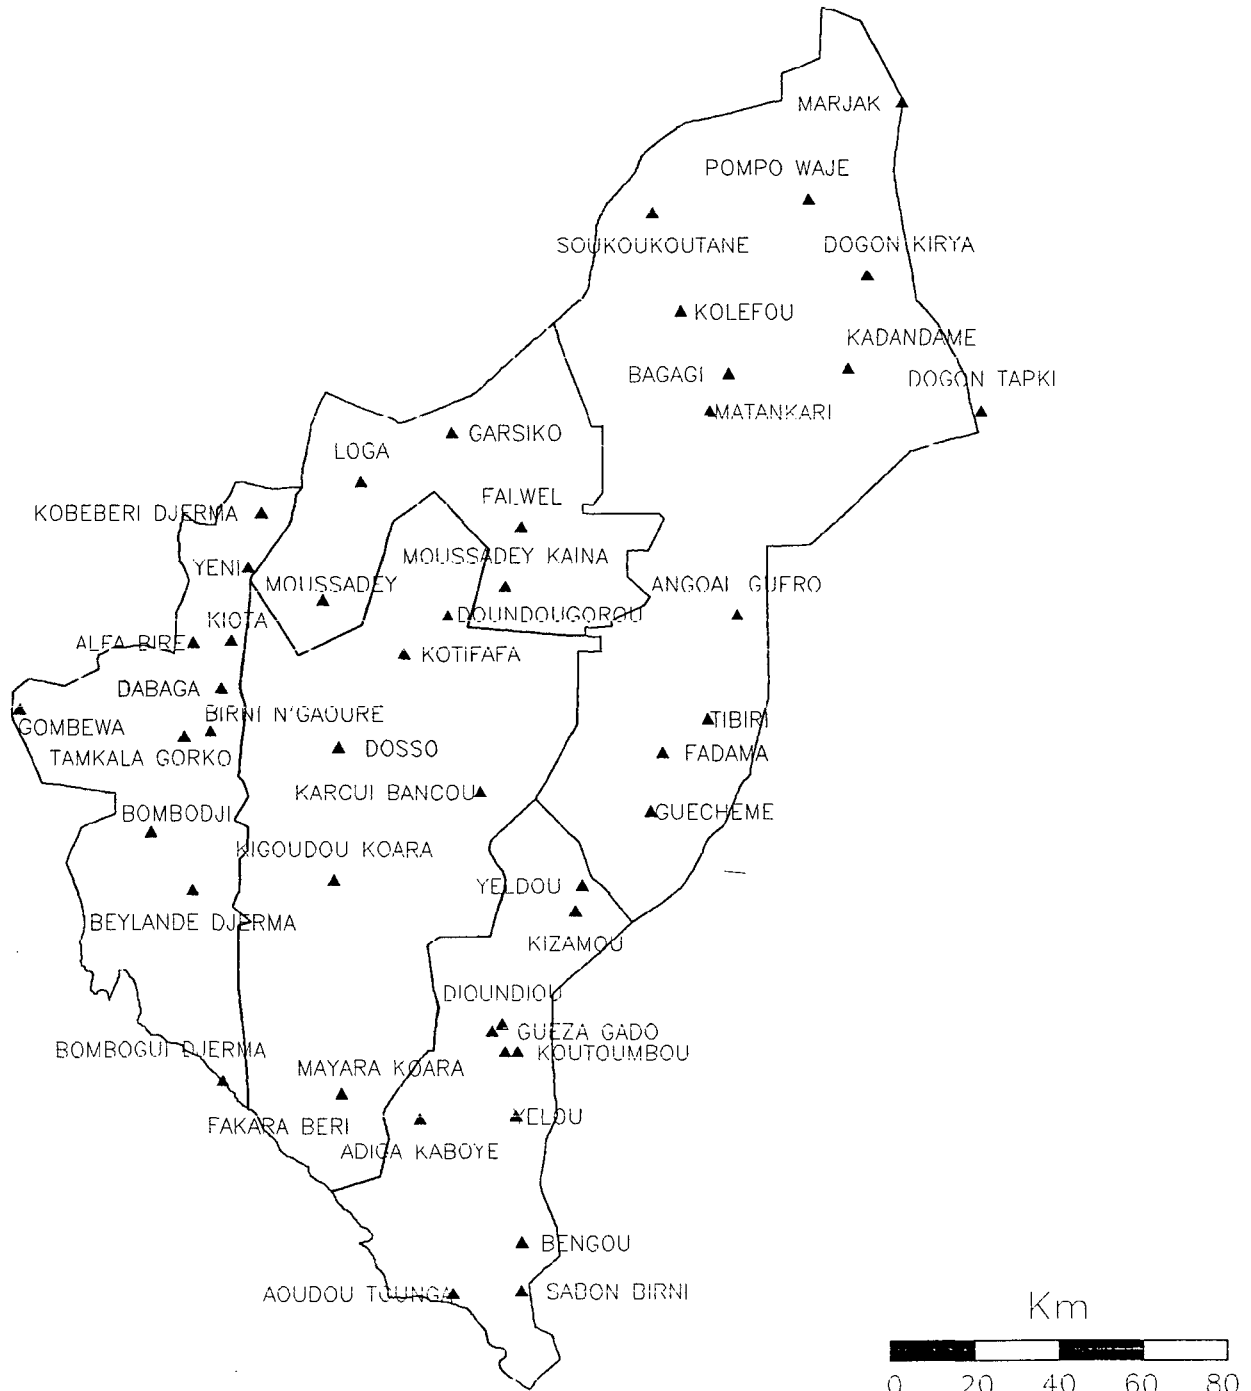 MARJAK
POMPO WAJE
SOUKOUKOUTANE
DOGON KIRYA
KOLEFOU
KADANDAME
BAGAGI
DOGON TAPKI
MATANKARI
GARSIKO
LOGA
FALWEL
KOBEBERI DJERMA
MOUSSADEY KAINA
YENI
MOUSSADEY
ANGOAL GUFRO
KIOTA
DOUNDOUGOROU
ALFA BIRE
KOTIFAFA
DABAGA
BIRNI N'GAOURE
GOMBEWA
TIBIRI
TAMKALA GORKO
DOSSO
FADAMA
KARGUI BANGOU
BOMBODJI
GUECHEME
KIGOUDOU KOARA
YELDOU
BEYLANDE DJERMA
KIZAMOU
DIOUNDIOU
GUEZA GADO
BOMBOGUI DJERMA
KOUTOUMBOU
MAYARA KOARA
FAKARA BERI
YELOU
ADIGA KABOYE
BENGOU
AOUDOU TOUNGA
SABON BIRNI
Km
0 20 40 60 80